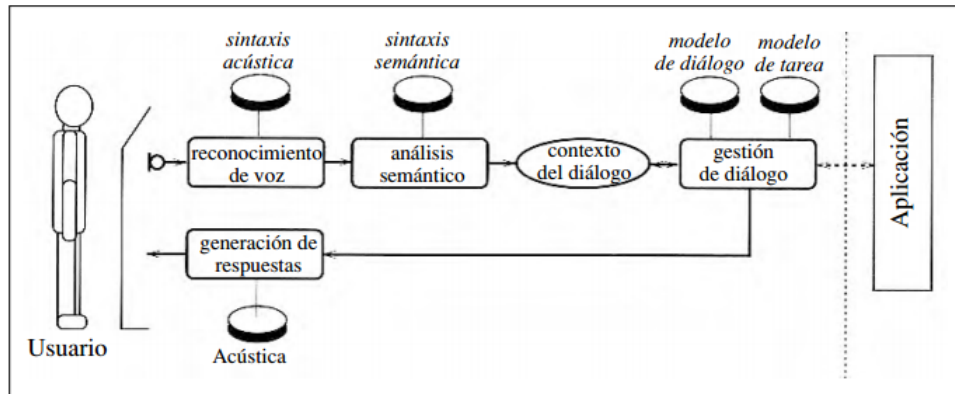 sintaxis
acústica
sintaxis
semántica
modelo
de diálogo
modelo
de tarea
reconocimiento
de voz
análisis
semántico
contexto
del diálogo
gestión
de diálogo
Aplicación
generación de
respuestas
Usuario
Acústica